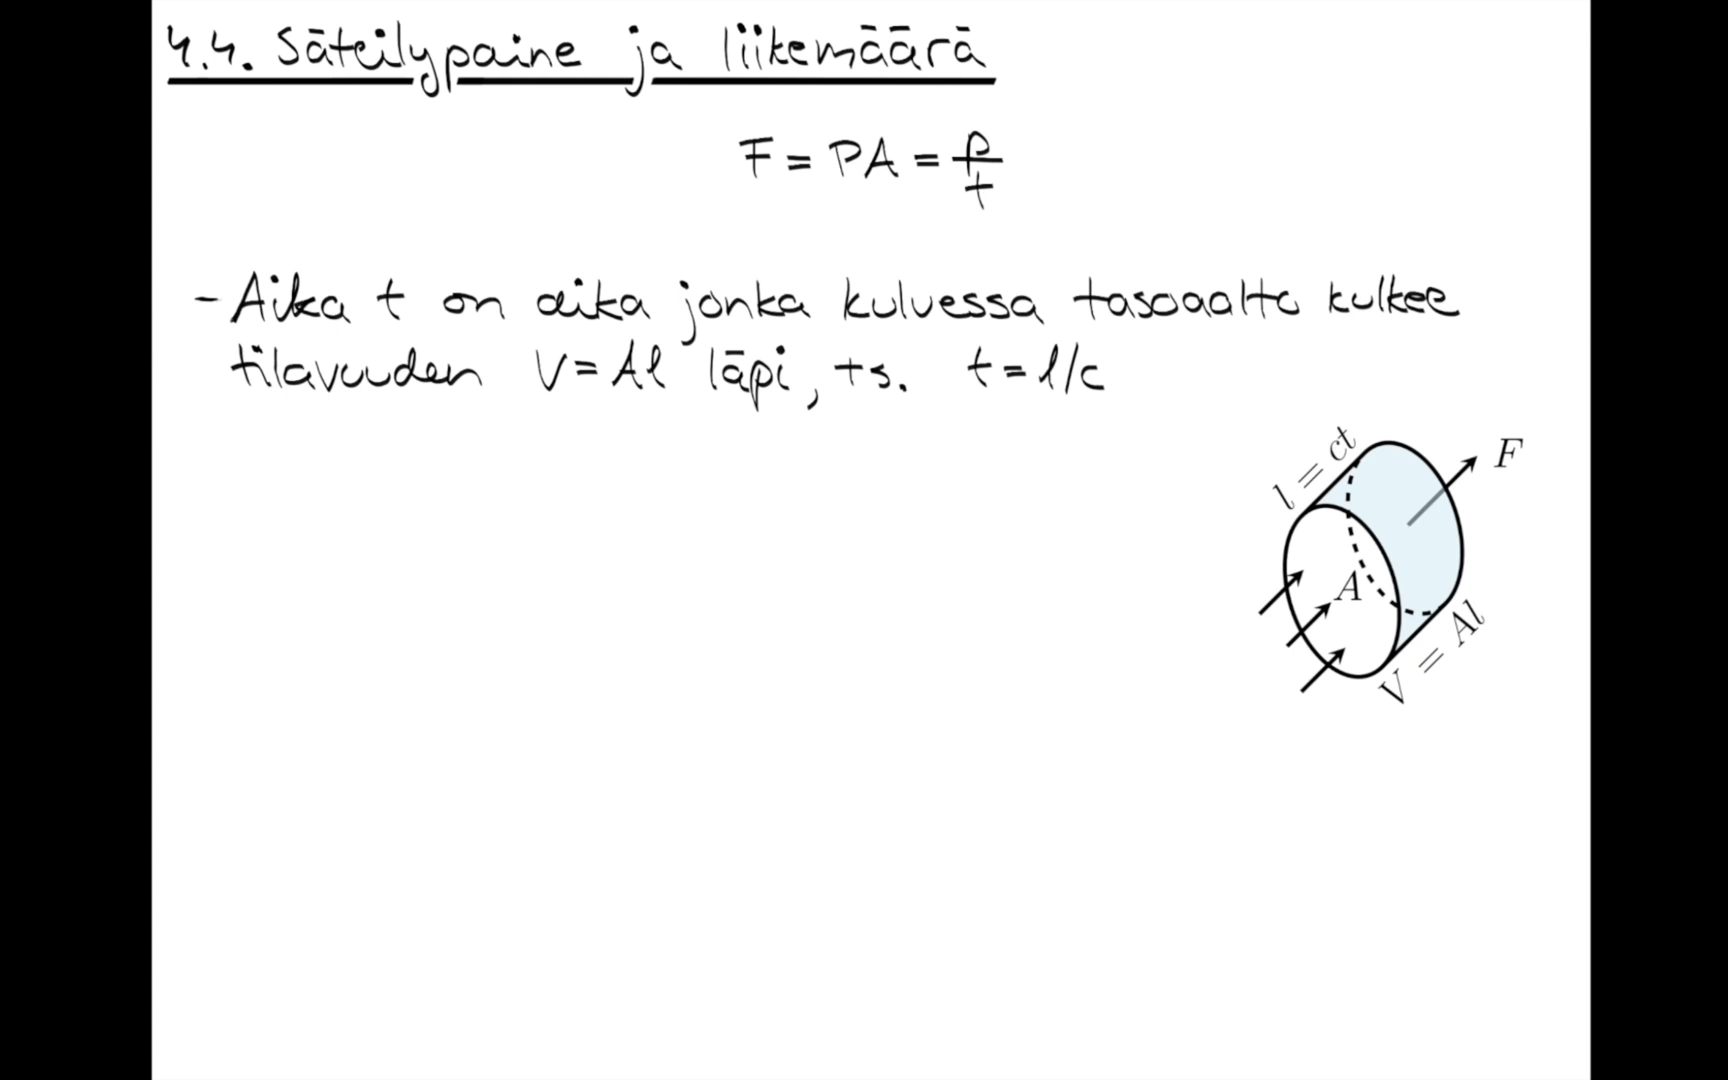 4.4. Säteilypaine ja liikemäärä
F = PA = p/t
- Aika t on aika jonka kuluessa tasoaalto kulkee
tilavuuden V = Al läpi, ts. t = l/c
l = ct
F
A
V = Al